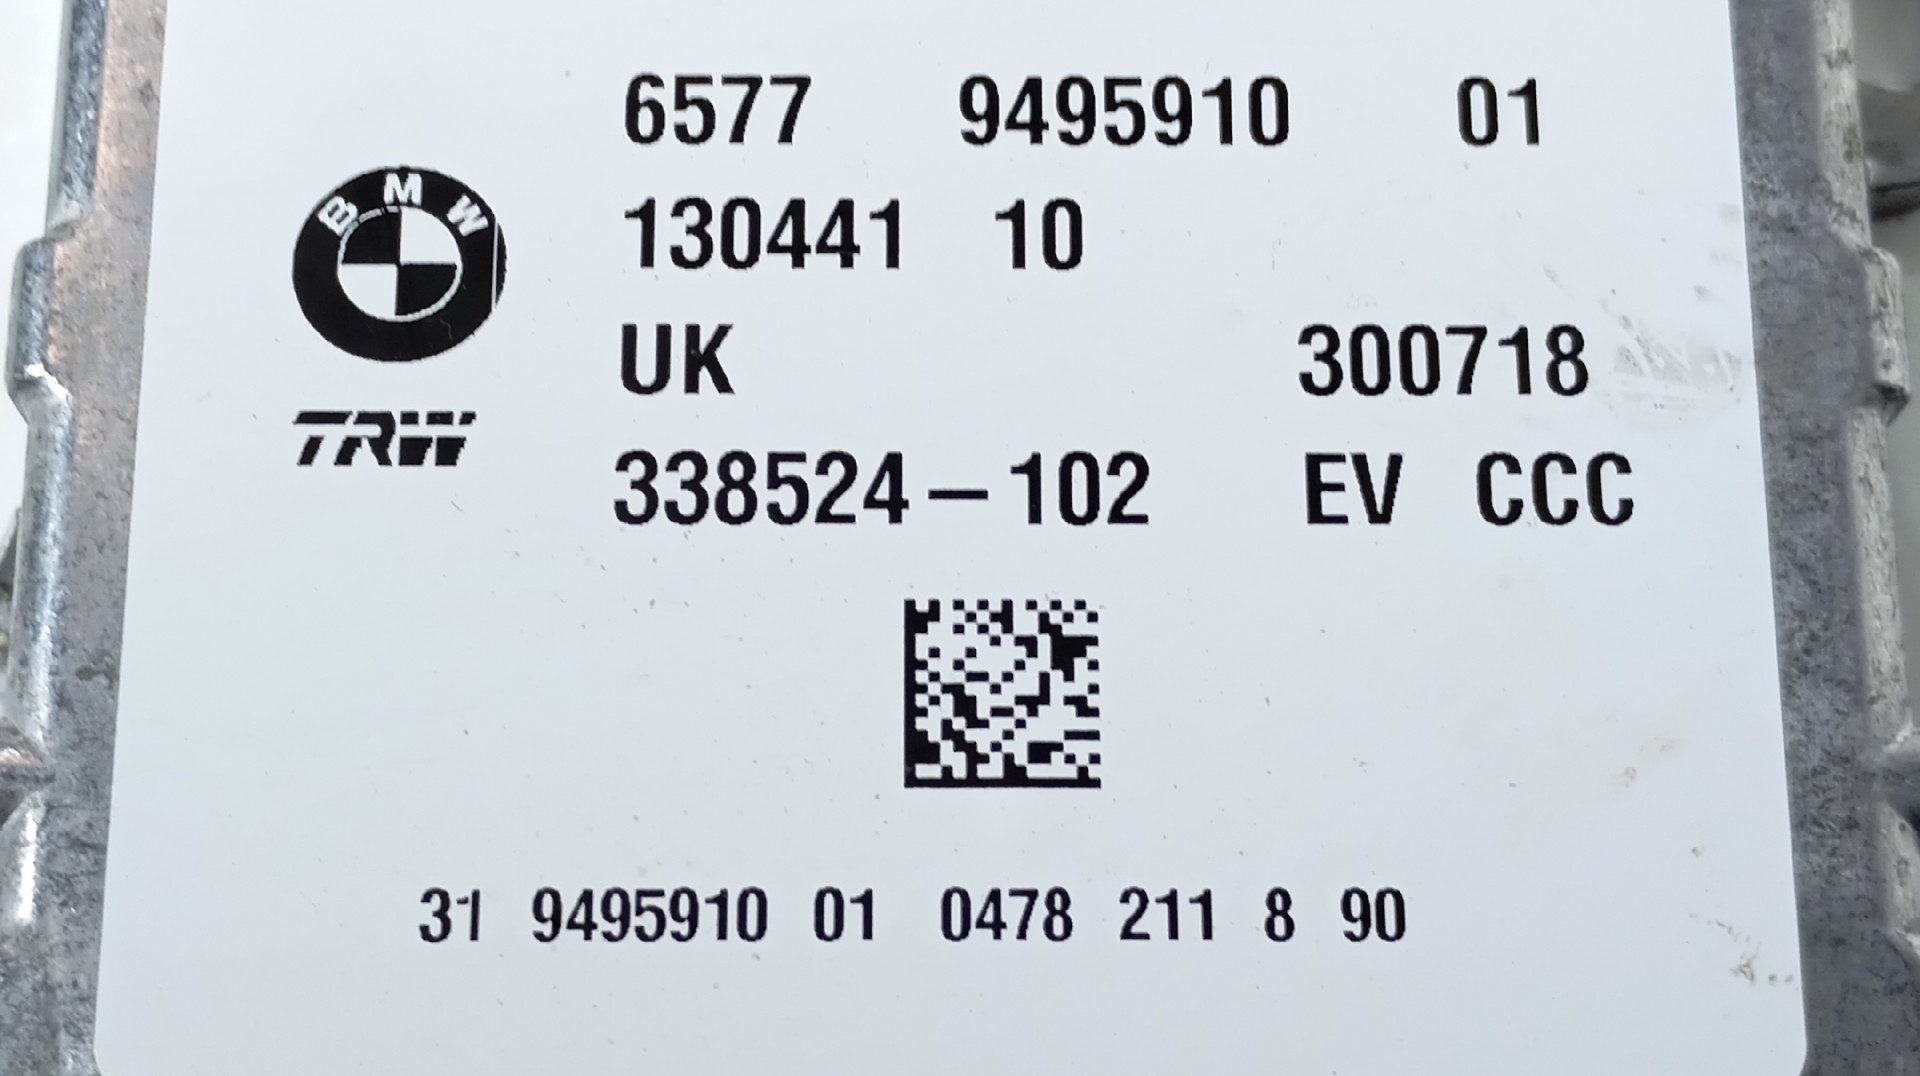 6577 9495910 01
130441 10
BMW
UK 300718
TRW
338524-102 EV CCC
31 9495910 01 0478 211 8 90